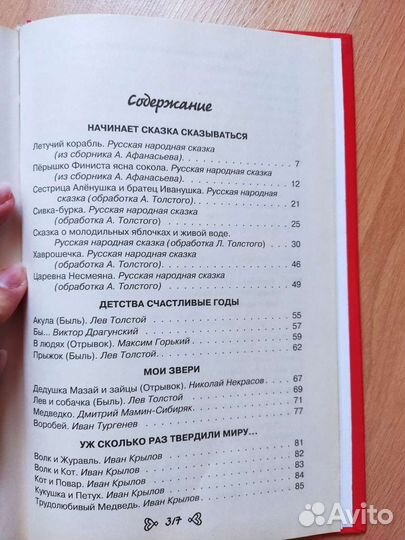 Содержание
НАЧИНАЕТ СКАЗКА СКАЗЫВАТЬСЯ
Летучий корабль. Русская народная сказка
(из сборника А. Афанасьева). 7
Пёрышко Финиста ясна сокола. Русская народная сказка
(из сборника А. Афанасьева). 12
Сестрица Алёнушка и братец Иванушка. Русская народная
сказка (обработка А. Толстого) 21
Сивка-бурка. Русская народная сказка
(обработка А. Толстого) 25
Сказка о молодильных яблочках и живой воде.
Русская народная сказка (обработка Л. Толстого) 30
Хаврошечка. Русская народная сказка
(обработка А. Толстого) 46
Царевна Несмеяна. Русская народная сказка
(обработка А. Толстого) 49
ДЕТСТВА СЧАСТЛИВЫЕ ГОДЫ
Акула (Быль). Лев Толстой 55
Бы... Виктор Драгунский 57
В людях (Отрывок). Максим Горький 59
Прыжок (Быль). Лев Толстой. 62
МОИ ЗВЕРИ
Дедушка Мазай и зайцы (Отрывок). Николай Некрасов 67
Лев и собачка (Быль). Лев Толстой 69
Медведко. Дмитрий Мамин-Сибиряк 71
Воробей. Иван Тургенев 77
УЖ СКОЛЬКО РАЗ ТВЕРДИЛИ МИРУ...
Волк и Журавль. Иван Крылов 81
Волк и Кот. Иван Крылов 82
Кот и Повар. Иван Крылов 83
Кукушка и Петух. Иван Крылов 84
Трудолюбивый Медведь. Иван Крылов 85
317
Avito